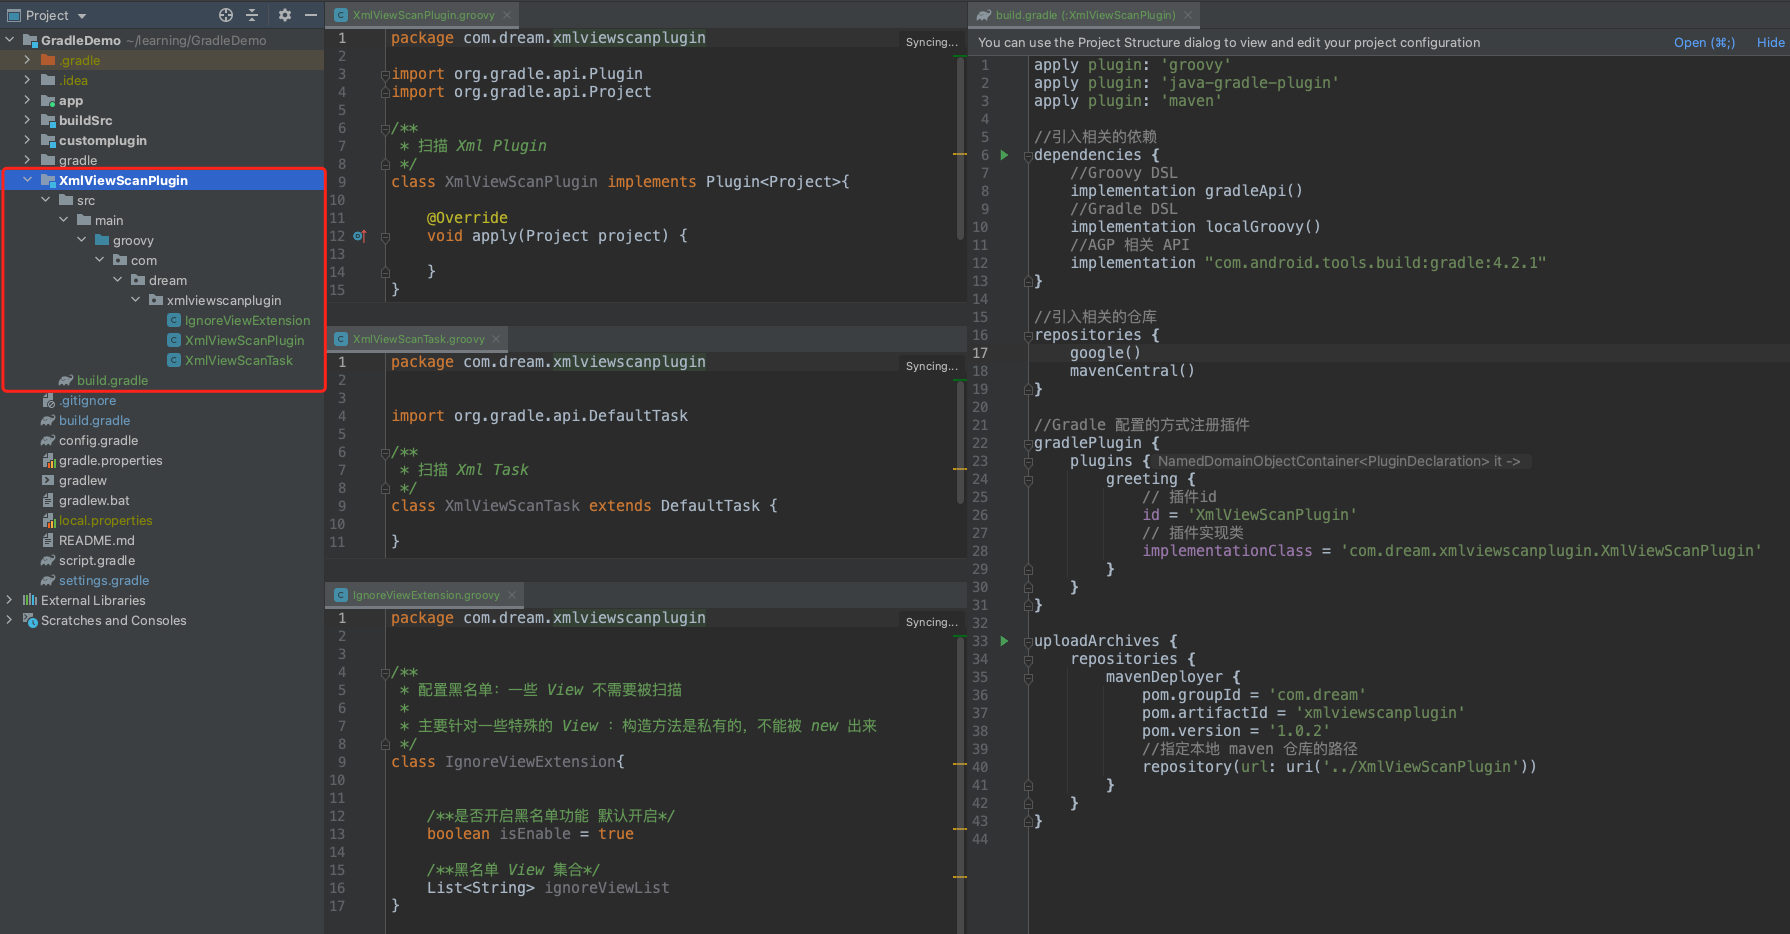 Project
GradleDemo ~/learning/GradleDemo
.gradle
.idea
app
buildSrc
customplugin
gradle
XmlViewScanPlugin
src
main
groovy
com
dream
xmlviewscanplugin
IgnoreViewExtension
XmlViewScanPlugin
XmlViewScanTask
build.gradle
.gitignore
build.gradle
config.gradle
gradle.properties
gradlew
gradlew.bat
local.properties
README.md
script.gradle
settings.gradle
External Libraries
Scratches and Consoles
XmlViewScanPlugin.groovy
Syncing...
1 package com.dream.xmlviewscanplugin
2
3 import org.gradle.api.Plugin
4 import org.gradle.api.Project
5
6 /**
7 * 扫描 Xml Plugin
8 */
9 class XmlViewScanPlugin implements Plugin<Project>{
10
11 @Override
12 void apply(Project project) {
13
14 }
15 }
XmlViewScanTask.groovy
Syncing...
1 package com.dream.xmlviewscanplugin
2
3
4 import org.gradle.api.DefaultTask
5
6 /**
7 * 扫描 Xml Task
8 */
9 class XmlViewScanTask extends DefaultTask {
10
11 }
IgnoreViewExtension.groovy
Syncing...
1 package com.dream.xmlviewscanplugin
2
3
4 /**
5 * 配置黑名单：一些 View 不需要被扫描
6 *
7 * 主要针对一些特殊的 View ：构造方法是私有的，不能被 new 出来
8 */
9 class IgnoreViewExtension{
10
11
12 /**是否开启黑名单功能 默认开启*/
13 boolean isEnable = true
14
15 /**黑名单 View 集合*/
16 List<String> ignoreViewList
17 }
build.gradle (:XmlViewScanPlugin)
You can use the Project Structure dialog to view and edit your project configuration Open (⌘;) Hide
1 apply plugin: 'groovy'
2 apply plugin: 'java-gradle-plugin'
3 apply plugin: 'maven'
4
5 //引入相关的依赖
6 dependencies {
7 //Groovy DSL
8 implementation gradleApi()
9 //Gradle DSL
10 implementation localGroovy()
11 //AGP 相关 API
12 implementation "com.android.tools.build:gradle:4.2.1"
13 }
14
15 //引入相关的仓库
16 repositories {
17 google()
18 mavenCentral()
19 }
20
21 //Gradle 配置的方式注册插件
22 gradlePlugin {
23 plugins { NamedDomainObjectContainer<PluginDeclaration> it ->
24 greeting {
25 // 插件id
26 id = 'XmlViewScanPlugin'
27 // 插件实现类
28 implementationClass = 'com.dream.xmlviewscanplugin.XmlViewScanPlugin'
29 }
30 }
31 }
32
33 uploadArchives {
34 repositories {
35 mavenDeployer {
36 pom.groupId = 'com.dream'
37 pom.artifactId = 'xmlviewscanplugin'
38 pom.version = '1.0.2'
39 //指定本地 maven 仓库的路径
40 repository(url: uri('../XmlViewScanPlugin'))
41 }
42 }
43 }
44